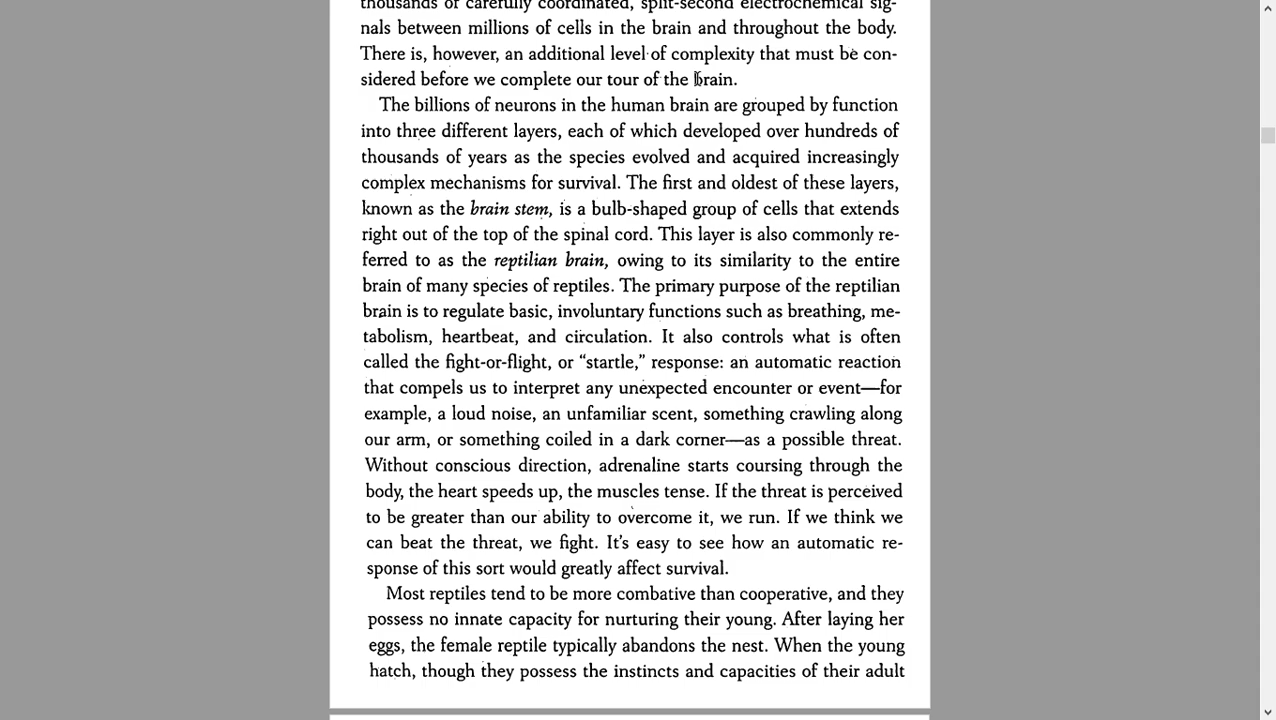 thousands of carefully coordinated, split-second electrochemical sig-
nals between millions of cells in the brain and throughout the body.
There is, however, an additional level of complexity that must be con-
sidered before we complete our tour of the brain.
The billions of neurons in the human brain are grouped by function
into three different layers, each of which developed over hundreds of
thousands of years as the species evolved and acquired increasingly
complex mechanisms for survival. The first and oldest of these layers,
known as the brain stem, is a bulb-shaped group of cells that extends
right out of the top of the spinal cord. This layer is also commonly re-
ferred to as the reptilian brain, owing to its similarity to the entire
brain of many species of reptiles. The primary purpose of the reptilian
brain is to regulate basic, involuntary functions such as breathing, me-
tabolism, heartbeat, and circulation. It also controls what is often
called the fight-or-flight, or “startle,” response: an automatic reaction
that compels us to interpret any unexpected encounter or event—for
example, a loud noise, an unfamiliar scent, something crawling along
our arm, or something coiled in a dark corner—as a possible threat.
Without conscious direction, adrenaline starts coursing through the
body, the heart speeds up, the muscles tense. If the threat is perceived
to be greater than our ability to overcome it, we run. If we think we
can beat the threat, we fight. It’s easy to see how an automatic re-
sponse of this sort would greatly affect survival.
Most reptiles tend to be more combative than cooperative, and they
possess no innate capacity for nurturing their young. After laying her
eggs, the female reptile typically abandons the nest. When the young
hatch, though they possess the instincts and capacities of their adult